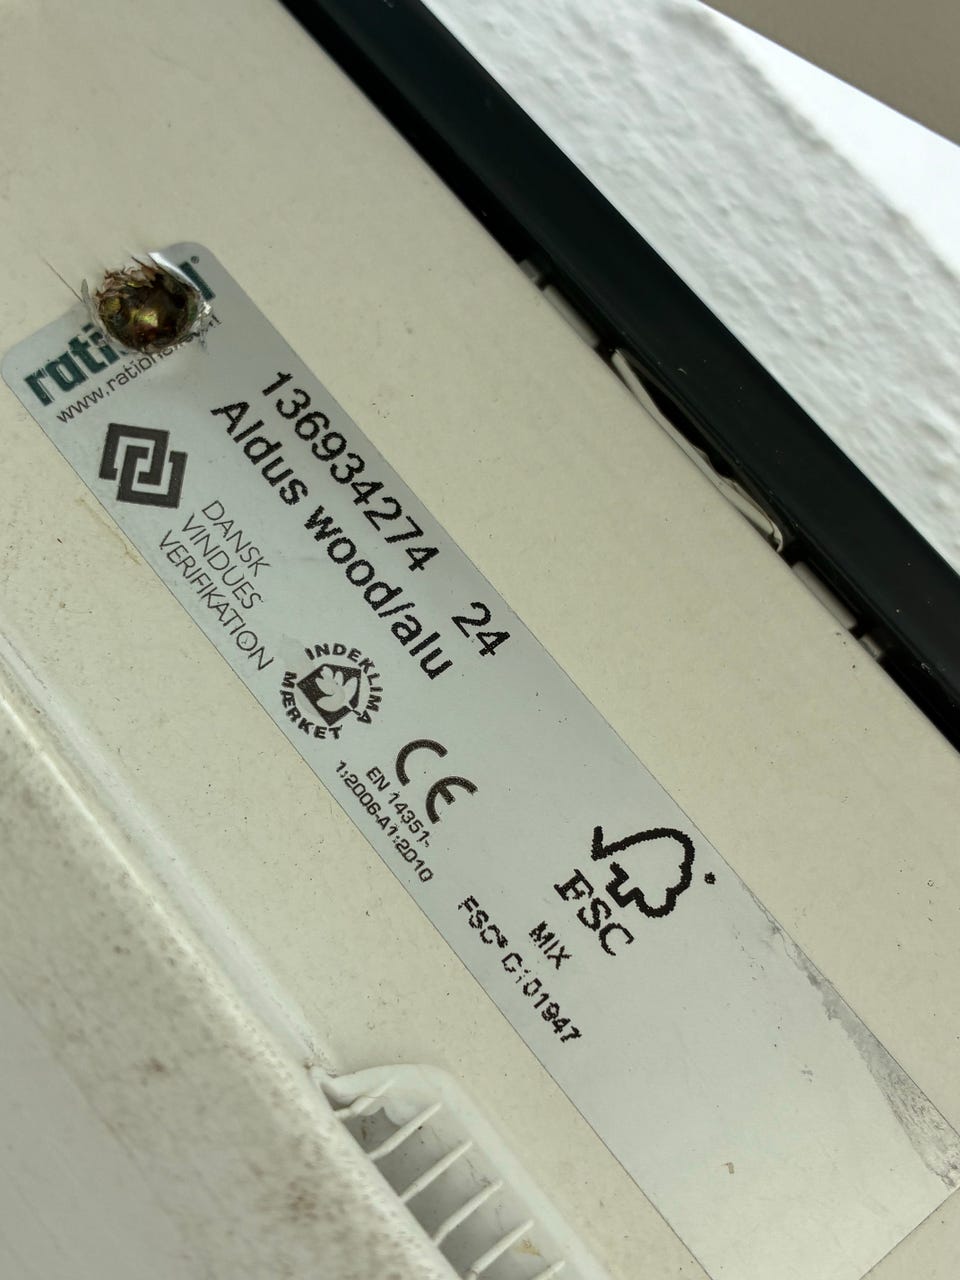 www.ration
136934274 24
Aldus wood/alu
DANSK
VINDUES
VERIFIKATION
INDEKLIMA
MÆRKET
CE
EN 14351-
1:2006-A1:2010
FSC
MIX
FSC® C101947